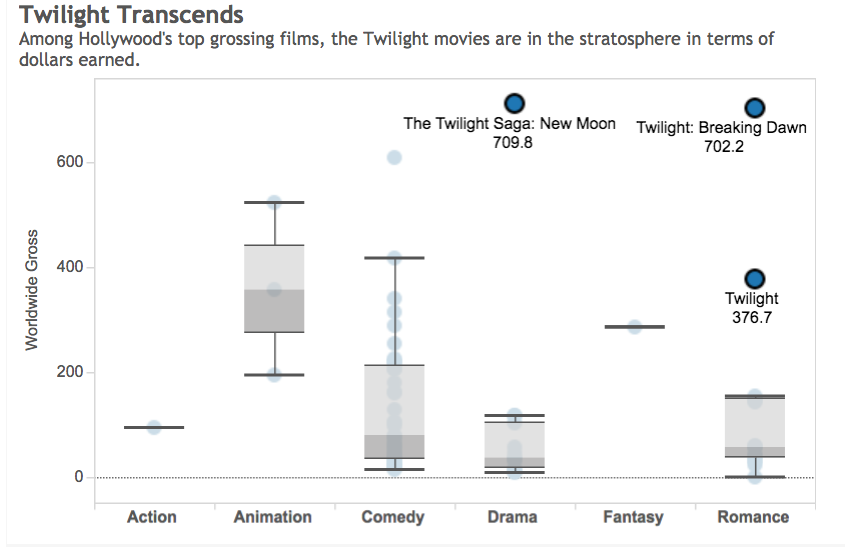 Twilight Transcends
Among Hollywood's top grossing films, the Twilight movies are in the stratosphere in terms of
dollars earned.
The Twilight Saga: New Moon
709.8
Twilight: Breaking Dawn
702.2
Twilight
376.7
Worldwide Gross
600
400
200
0
Action
Animation
Comedy
Drama
Fantasy
Romance